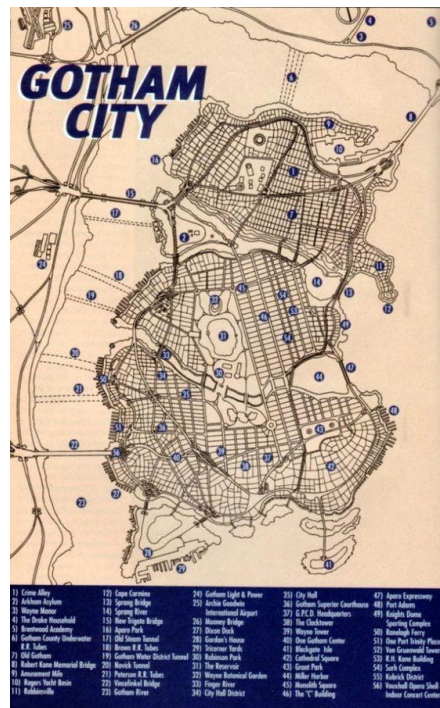 GOTHAM
CITY
1) Crime Alley
2) Arkham Asylum
3) Wayne Manor
4) The Drake Household
5) Brentwood Academy
6) Gotham County Underwater
R.R. Tubes
7) Old Gotham
8) Robert Kane Memorial Bridge
9) Amusement Mile
10) Rogers Yacht Basin
11) Robbinsville
12) Cape Carmine
13) Sprang Bridge
14) Sprang River
15) New Trigate Bridge
16) Aparo Park
17) Old Steam Tunnel
18) Brown R.R. Tubes
19) Gotham Water District Tunnel
20) Novick Tunnel
21) Peterson R.R. Tubes
22) Vincefinkel Bridge
23) Gotham River
24) Gotham Light & Power
25) Archie Goodwin
International Airport
26) Mooney Bridge
27) Dixon Dock
28) Gordon's House
29) Tricorner Yards
30) Robinson Park
31) The Reservoir
32) Wayne Botanical Garden
33) Finger River
34) City Hall District
35) City Hall
36) Gotham Superior Courthouse
37) G.C.P.D. Headquarters
38) The Clocktower
39) Wayne Tower
40) One Gotham Center
41) Blackgate Isle
42) Cathedral Square
43) Grant Park
44) Miller Harbor
45) Monolith Square
46) The "C" Building
47) Aparo Expressway
48) Port Adams
49) Knights Dome
Sporting Complex
50) Ranelagh Ferry
51) One Port Trinity Place
52) Von Gruenwald Tower
53) R.H. Kane Building
54) Surh Complex
55) Kubrick District
56) Vauxhall Opera Shell
Indoor Concert Center